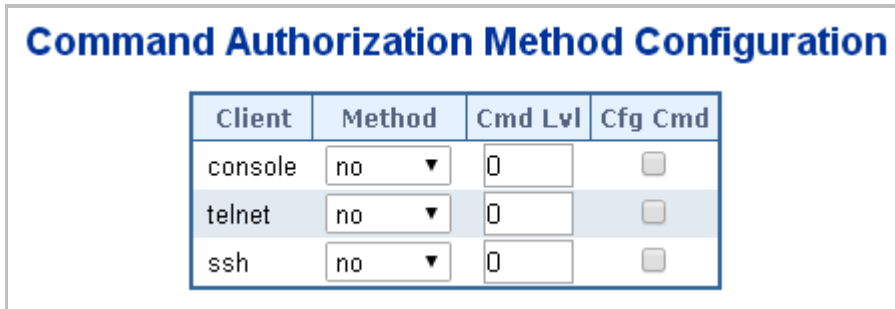 Command Authorization Method Configuration
Client Method Cmd Lvl Cfg Cmd
console no 0
telnet no 0
ssh no 0